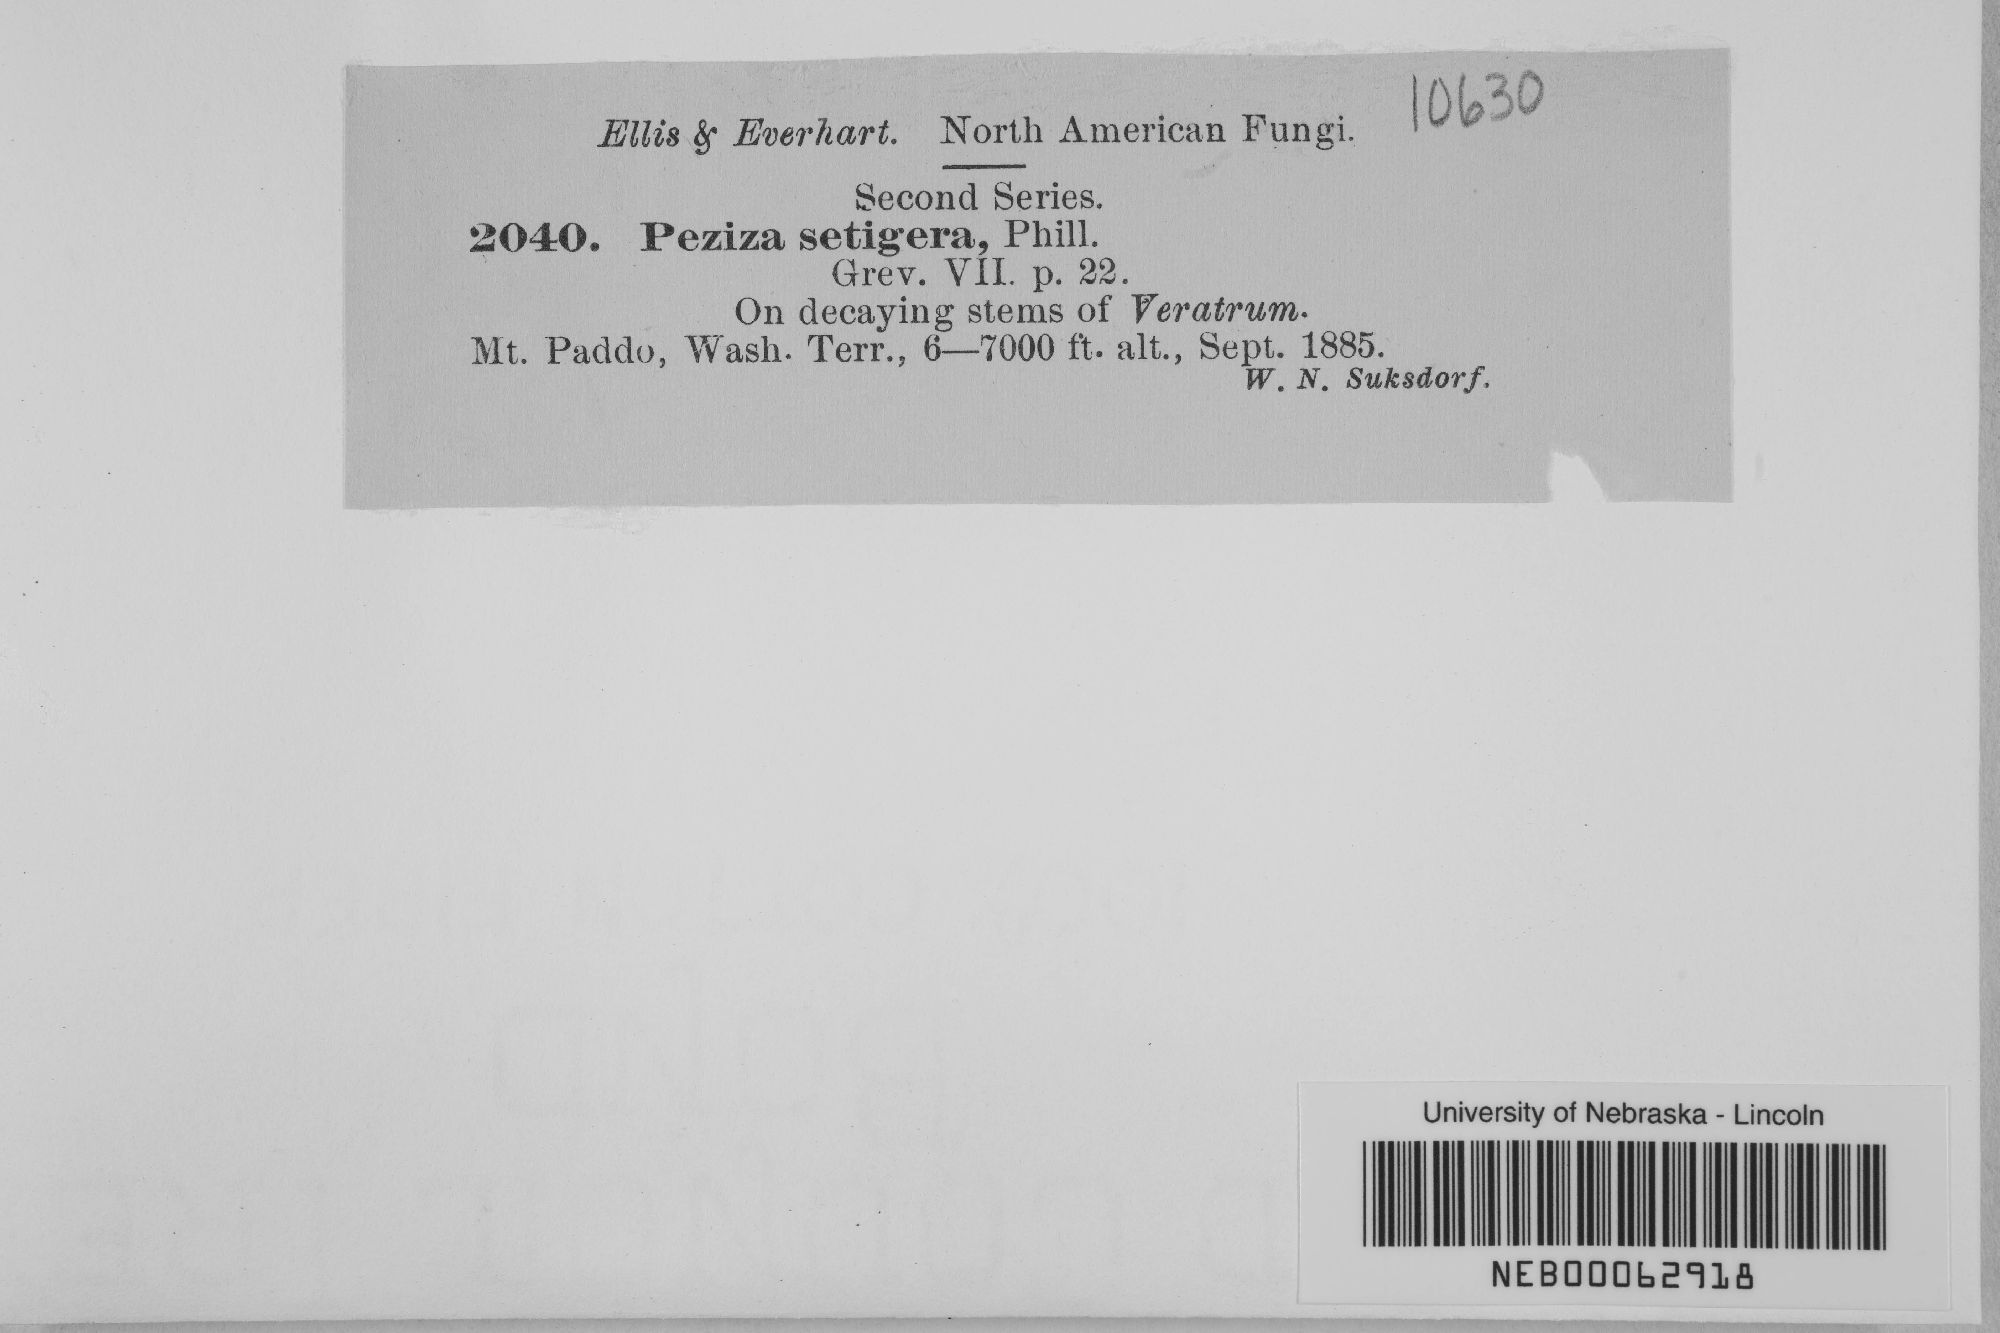 10630
Ellis & Everhart. North American Fungi.
Second Series.
2040. Peziza setigera, Phill.
Grev. VII. p. 22.
On decaying stems of Veratrum.
Mt. Paddo, Wash. Terr., 6—7000 ft. alt., Sept. 1885.
W. N. Suksdorf.
University of Nebraska - Lincoln
NEB00062918